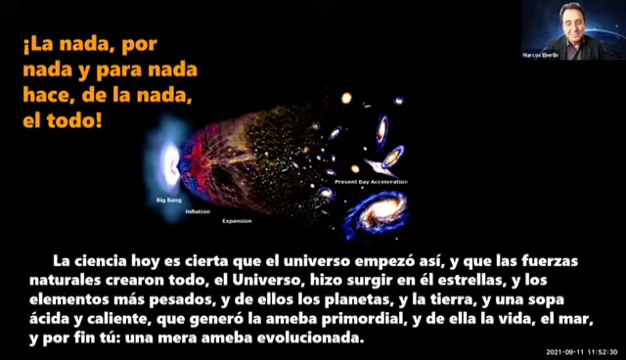 ¡La nada, por
nada y para nada
hace, de la nada,
el todo!
Marcos Eberlin
Present Day Acceleration
Big Bang
Inflation
Expansion
La ciencia hoy es cierta que el universo empezó así, y que las fuerzas
naturales crearon todo, el Universo, hizo surgir en él estrellas, y los
elementos más pesados, y de ellos los planetas, y la tierra, y una sopa
ácida y caliente, que generó la ameba primordial, y de ella la vida, el mar,
y por fin tú: una mera ameba evolucionada.
2021-09-11 11:52:30